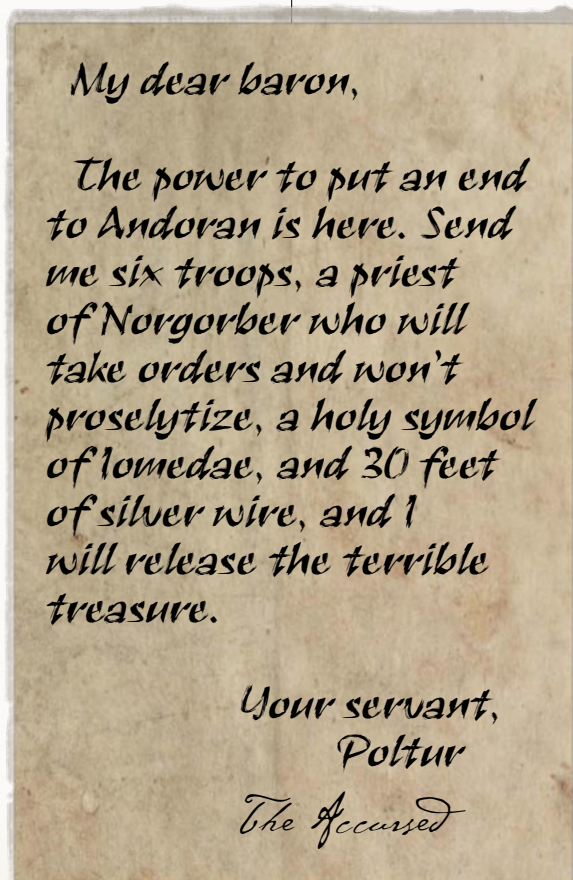 My dear baron,
The power to put an end
to Andoran is here. Send
me six troops, a priest
of Norgorber who will
take orders and won't
proselytize, a holy symbol
of Iomedae, and 30 feet
of silver wire, and I
will release the terrible
treasure.
Your servant,
Poltur
The Accursed